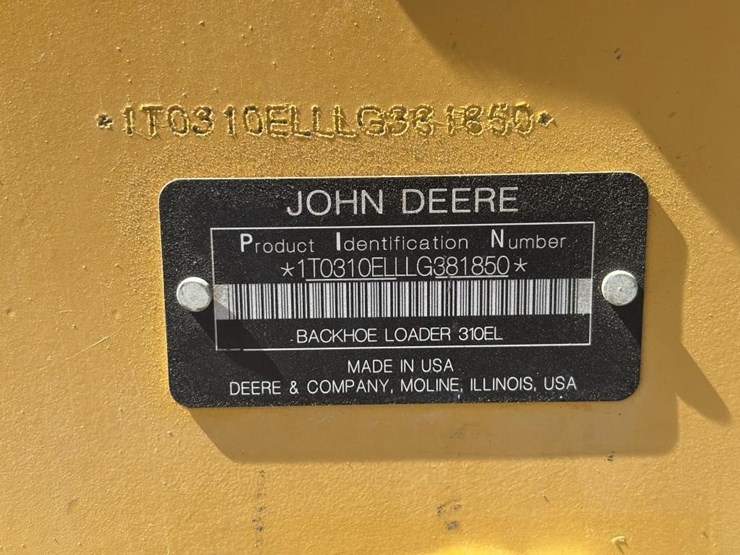 *1T0310ELLLG381850*
JOHN DEERE
Product Identification Number
*1T0310ELLLG381850*
BACKHOE LOADER 310EL
MADE IN USA
DEERE & COMPANY, MOLINE, ILLINOIS, USA